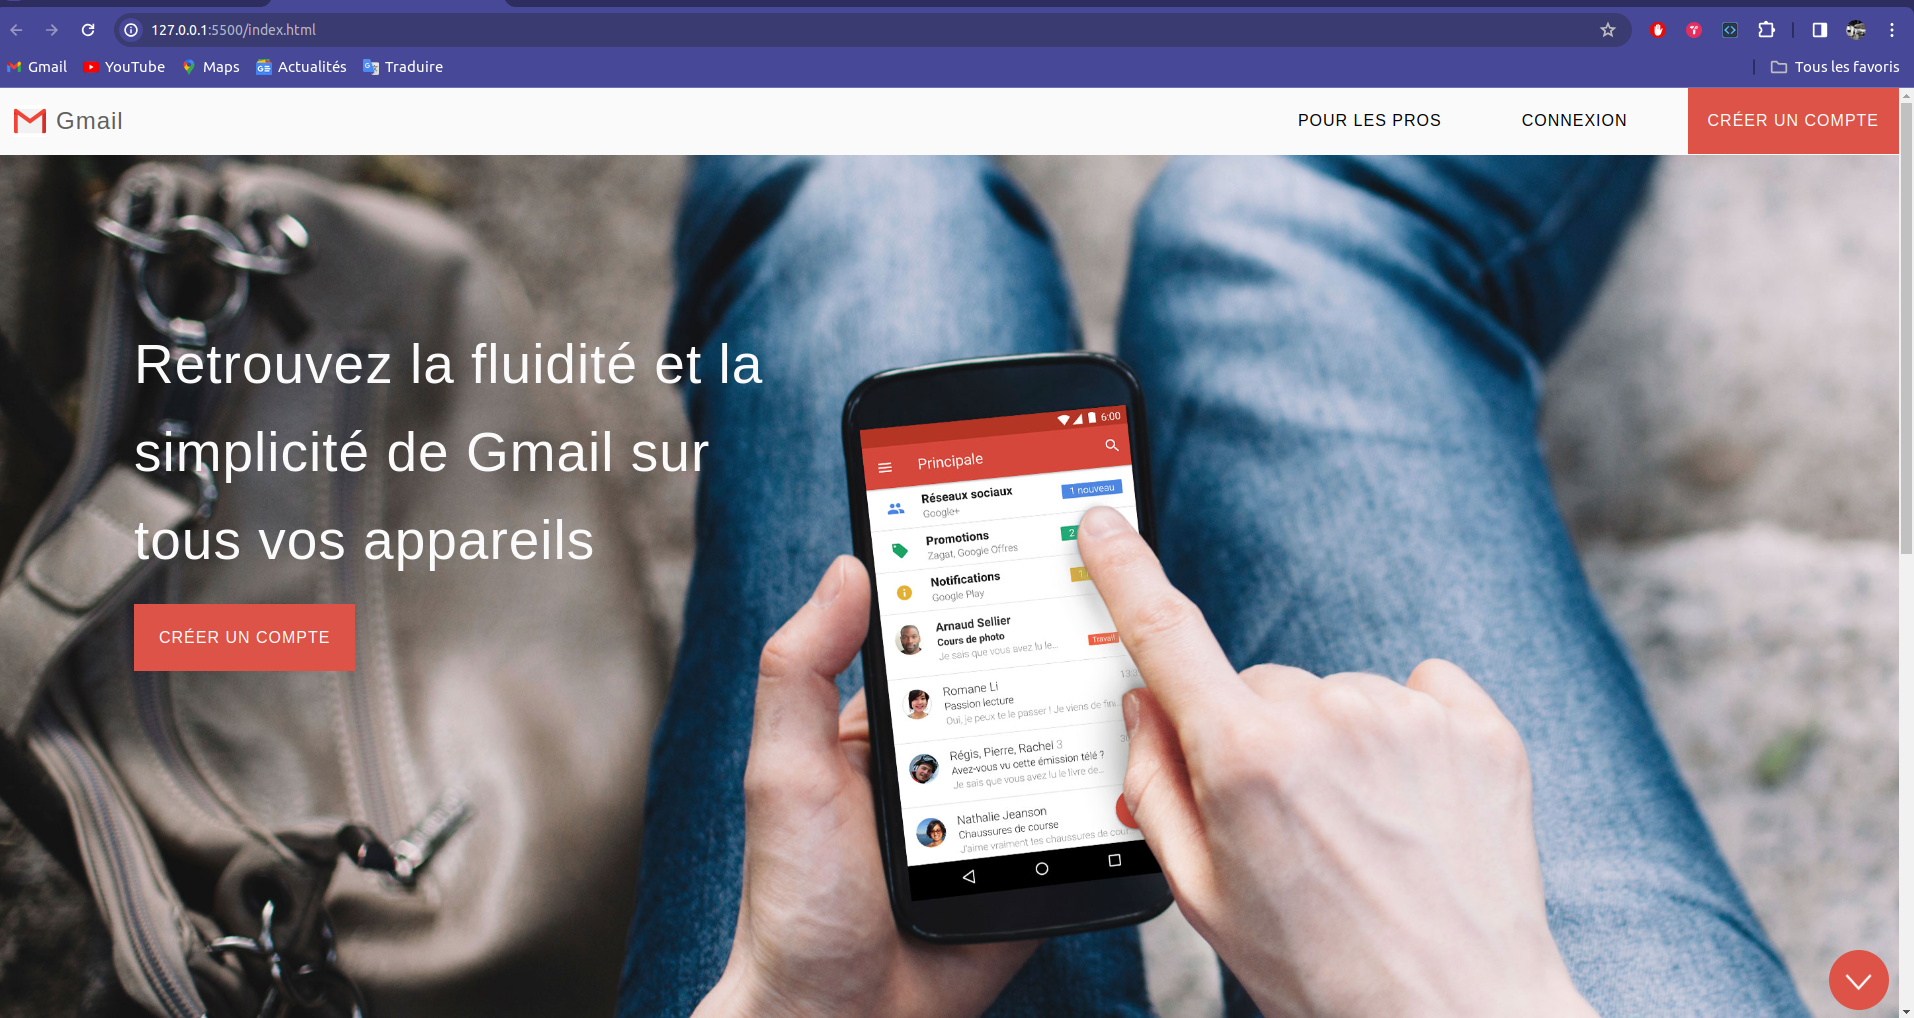 127.0.0.1:5500/index.html
Gmail
YouTube
Maps
Actualités
Traduire
Tous les favoris
Gmail
POUR LES PROS
CONNEXION
CRÉER UN COMPTE
Retrouvez la fluidité et la
simplicité de Gmail sur
tous vos appareils
CRÉER UN COMPTE
6:00
Principale
Réseaux sociaux
1 nouveau
Google+
Promotions
2
Zagat, Google Offres
Notifications
1
Google Play
Arnaud Sellier
Cours de photo
Travail
Je sais que vous avez lu le...
Romane Li
Passion lecture
Oui, je peux te le passer ! Je viens de fini...
Régis, Pierre, Rachel 3
Avez-vous vu cette émission télé ?
Je sais que vous avez lu le livre de...
Nathalie Jeanson
Chaussures de course
J'aime vraiment tes chaussures de cour